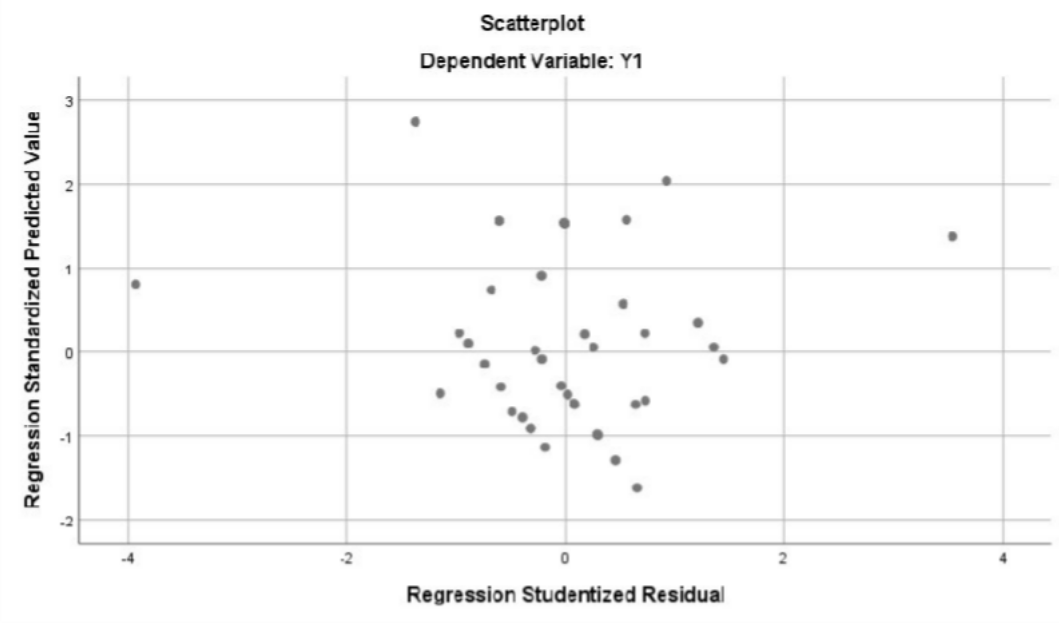 Scatterplot
Dependent Variable: Y1
Regression Standardized Predicted Value
3
2
1
0
-1
-2
-4
-2
0
2
4
Regression Studentized Residual